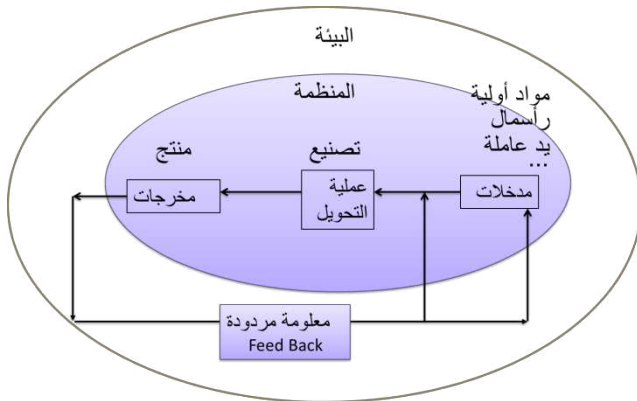 البيئة
المنظمة
مواد أولية
رأسمال
يد عاملة
...
تصنيع
منتج
مدخلات
عملية
التحويل
مخرجات
معلومة مردودة
Feed Back